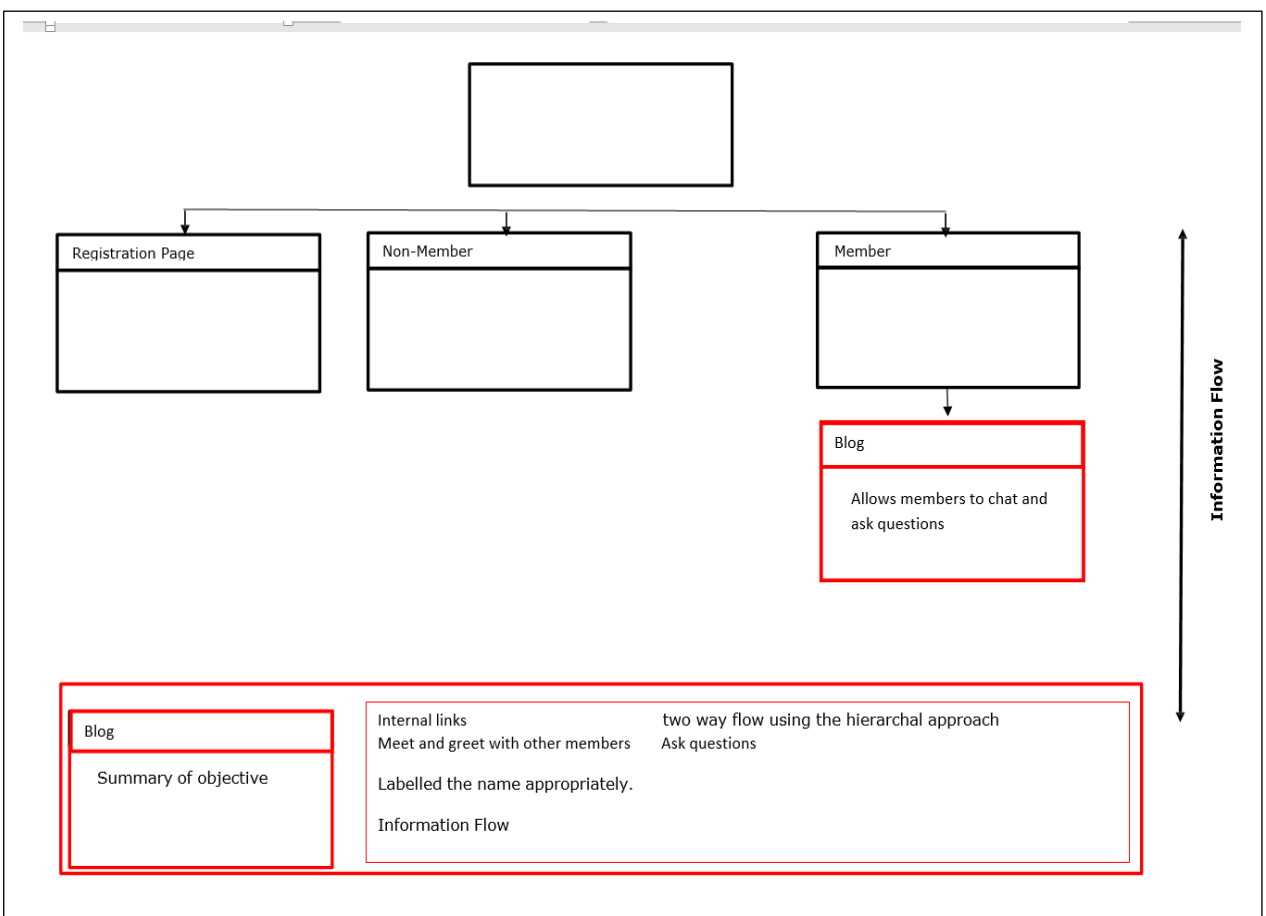 Registration Page
Non-Member
Member
Blog
Allows members to chat and
ask questions
Information Flow
Blog
Summary of objective
Internal links two way flow using the hierarchal approach
Meet and greet with other members Ask questions
Labelled the name appropriately.
Information Flow